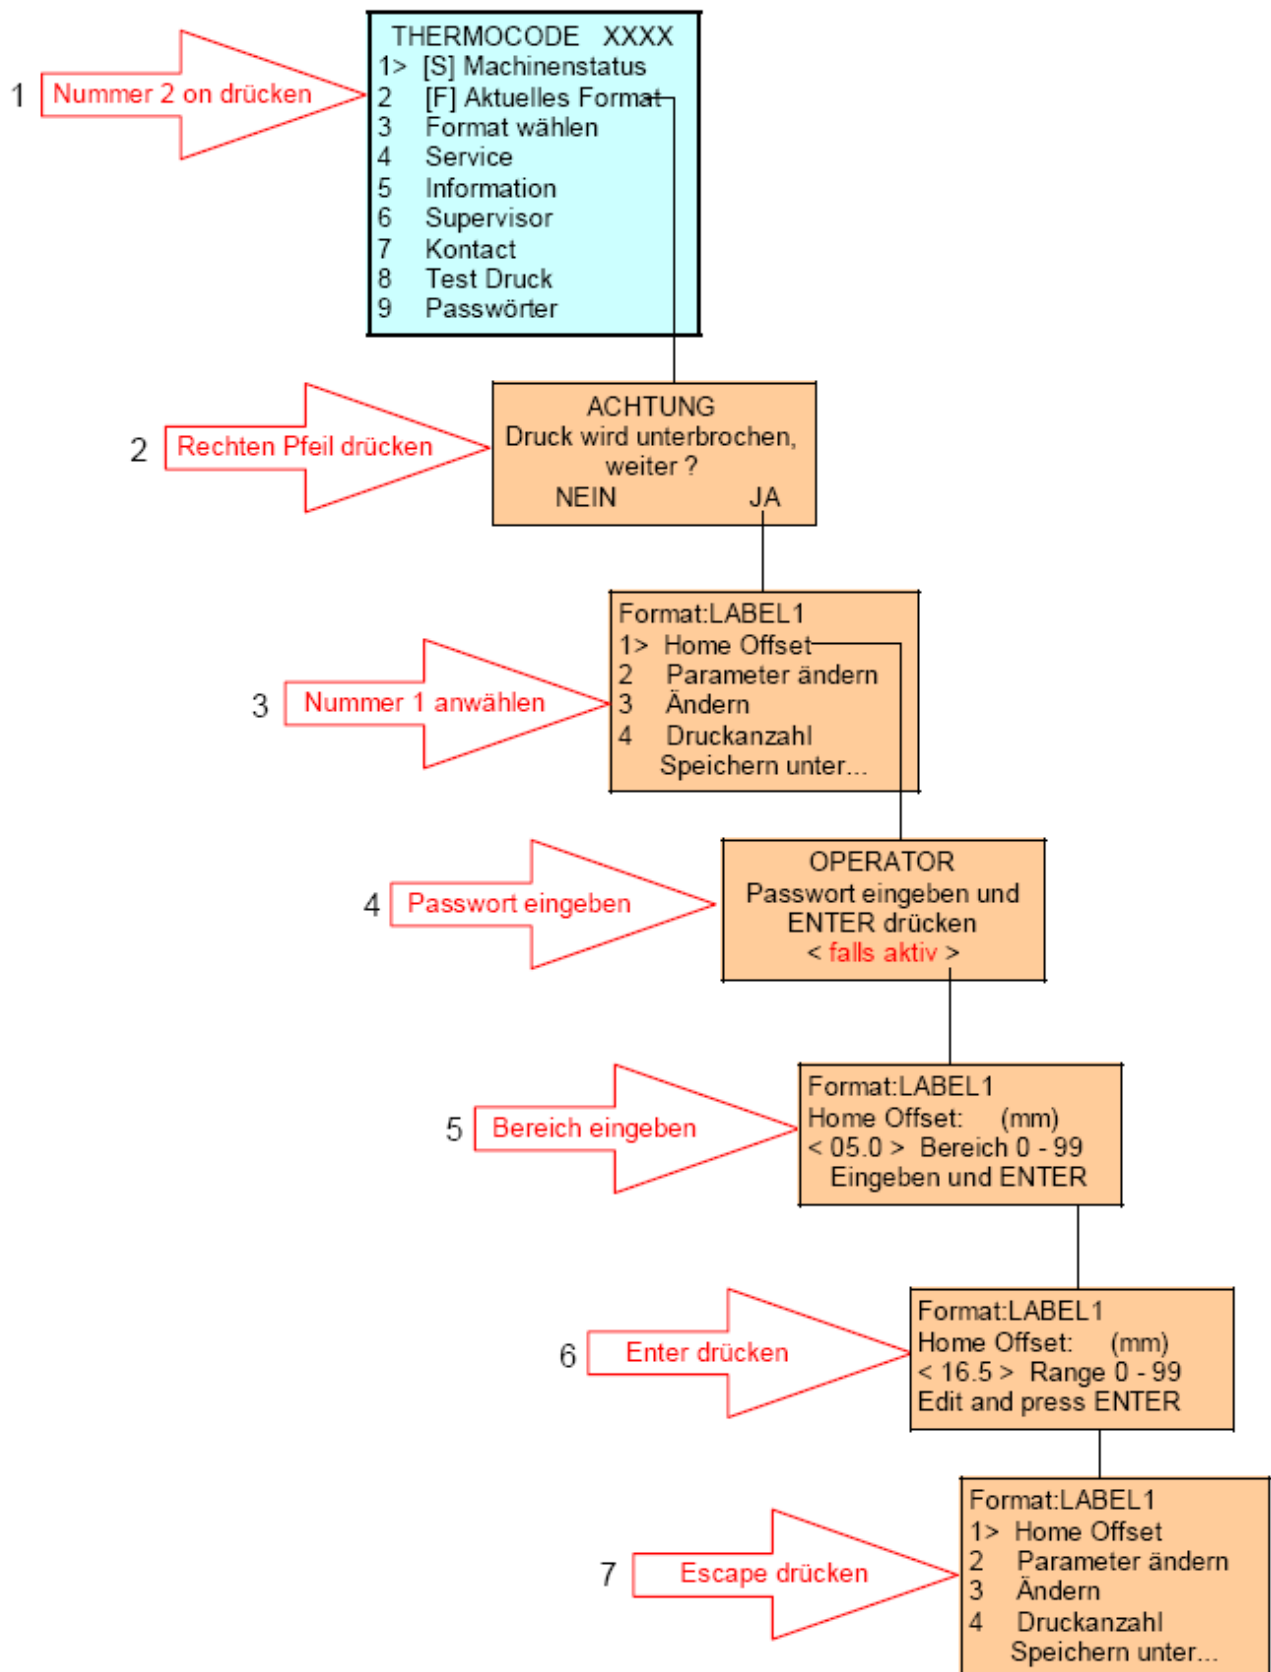 THERMOCODE XXXX
1 Nummer 2 on drücken
1> [S] Machinenstatus
2 [F] Aktuelles Format
3 Format wählen
4 Service
5 Information
6 Supervisor
7 Kontact
8 Test Druck
9 Passwörter
2 Rechten Pfeil drücken
ACHTUNG
Druck wird unterbrochen,
weiter ?
NEIN JA
3 Nummer 1 anwählen
Format:LABEL1
1> Home Offset
2 Parameter ändern
3 Ändern
4 Druckanzahl
Speichern unter...
4 Passwort eingeben
OPERATOR
Passwort eingeben und
ENTER drücken
< falls aktiv >
5 Bereich eingeben
Format:LABEL1
Home Offset: (mm)
< 05.0 > Bereich 0 - 99
Eingeben und ENTER
6 Enter drücken
Format:LABEL1
Home Offset: (mm)
< 16.5 > Range 0 - 99
Edit and press ENTER
7 Escape drücken
Format:LABEL1
1> Home Offset
2 Parameter ändern
3 Ändern
4 Druckanzahl
Speichern unter...